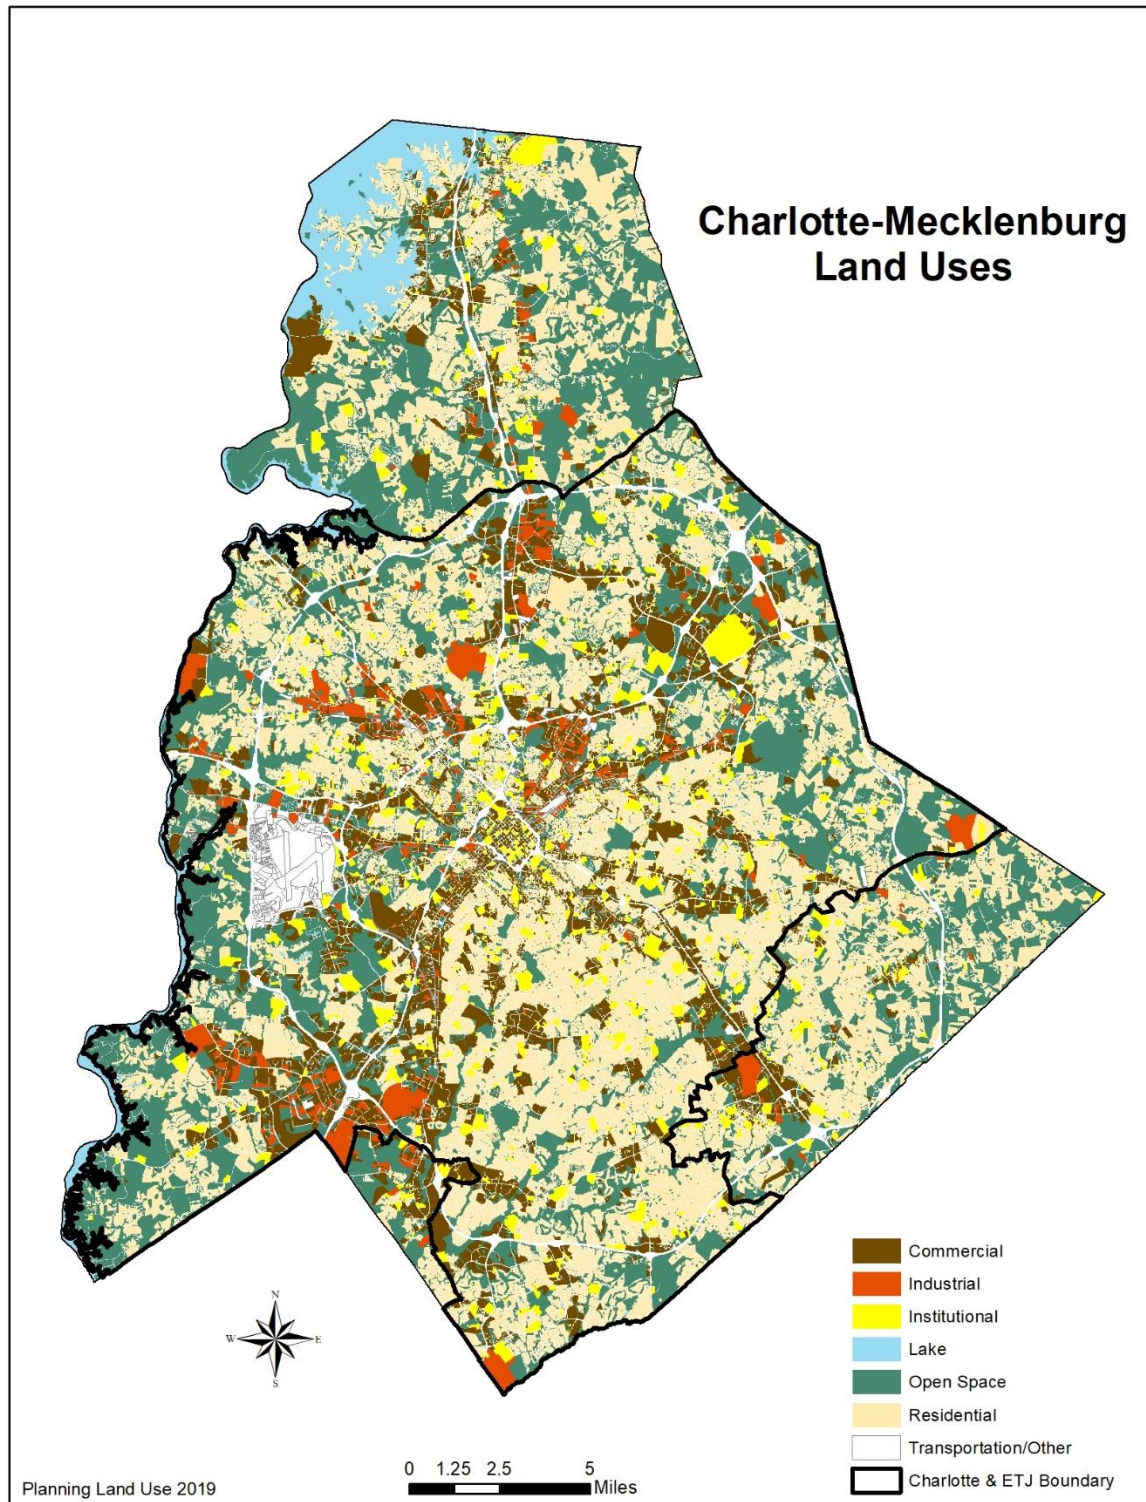 Charlotte-Mecklenburg
Land Uses
Commercial
Industrial
Institutional
Lake
Open Space
Residential
Transportation/Other
Charlotte & ETJ Boundary
N
W
E
S
0 1.25 2.5 5
Miles
Planning Land Use 2019